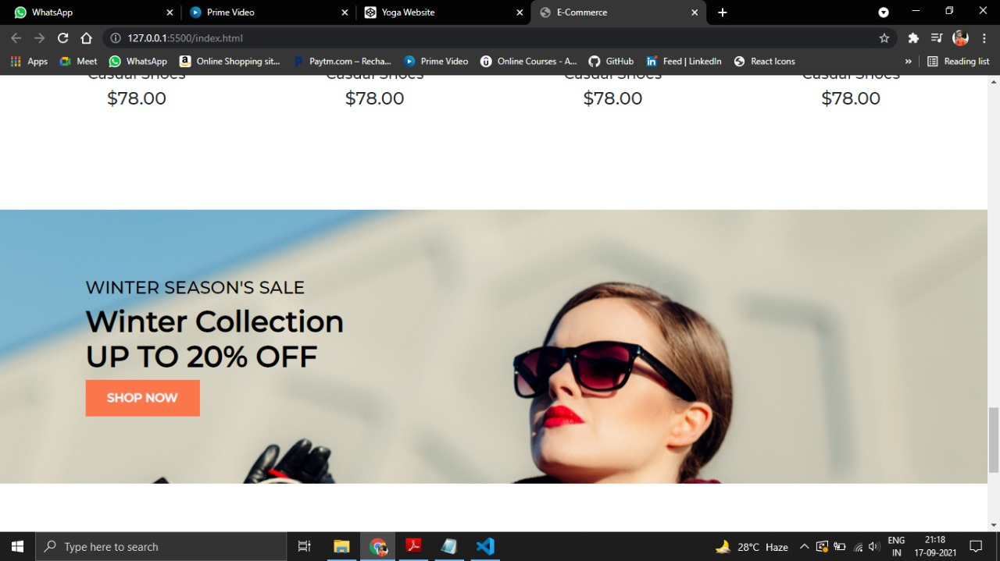 WhatsApp
Prime Video
Yoga Website
E-Commerce
127.0.0.1:5500/index.html
Apps Meet WhatsApp Online Shopping sit... Paytm.com – Recha... Prime Video Online Courses - A... GitHub Feed | LinkedIn React Icons » Reading list
Casual Shoes Casual Shoes Casual Shoes Casual Shoes
$78.00 $78.00 $78.00 $78.00
WINTER SEASON'S SALE
Winter Collection
UP TO 20% OFF
SHOP NOW
Type here to search
28°C Haze
ENG
IN
21:18
17-09-2021